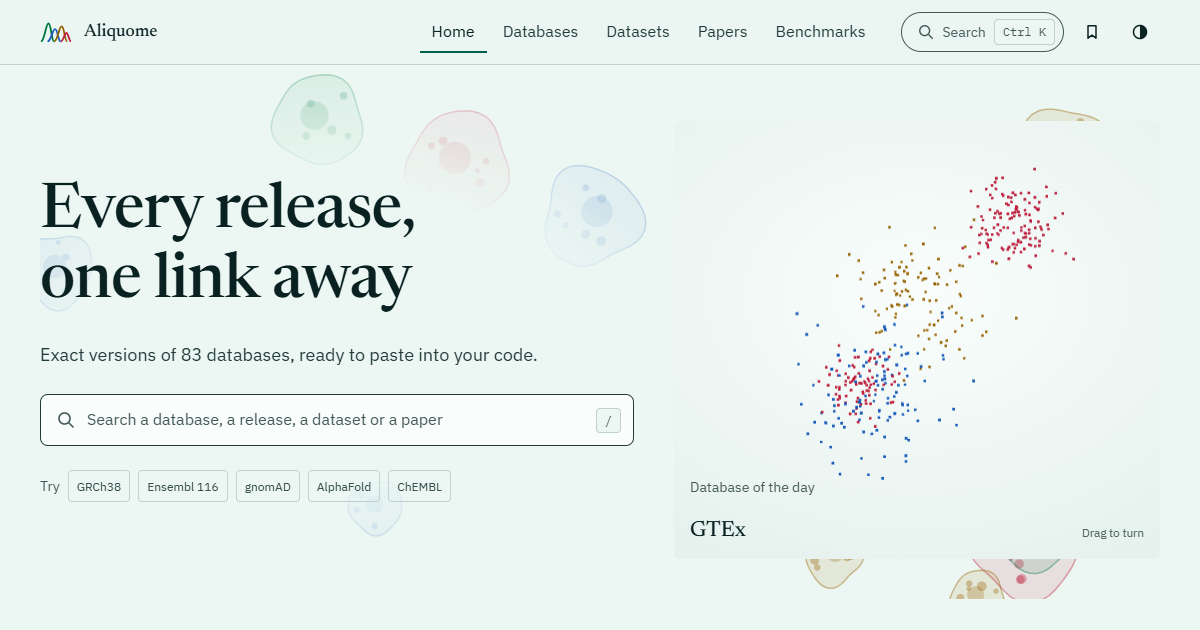 Aliquome
Home
Databases
Datasets
Papers
Benchmarks
Search
Ctrl K
Every release,
one link away
Exact versions of 83 databases, ready to paste into your code.
Search a database, a release, a dataset or a paper
/
Try
GRCh38
Ensembl 116
gnomAD
AlphaFold
ChEMBL
Database of the day
GTEx
Drag to turn